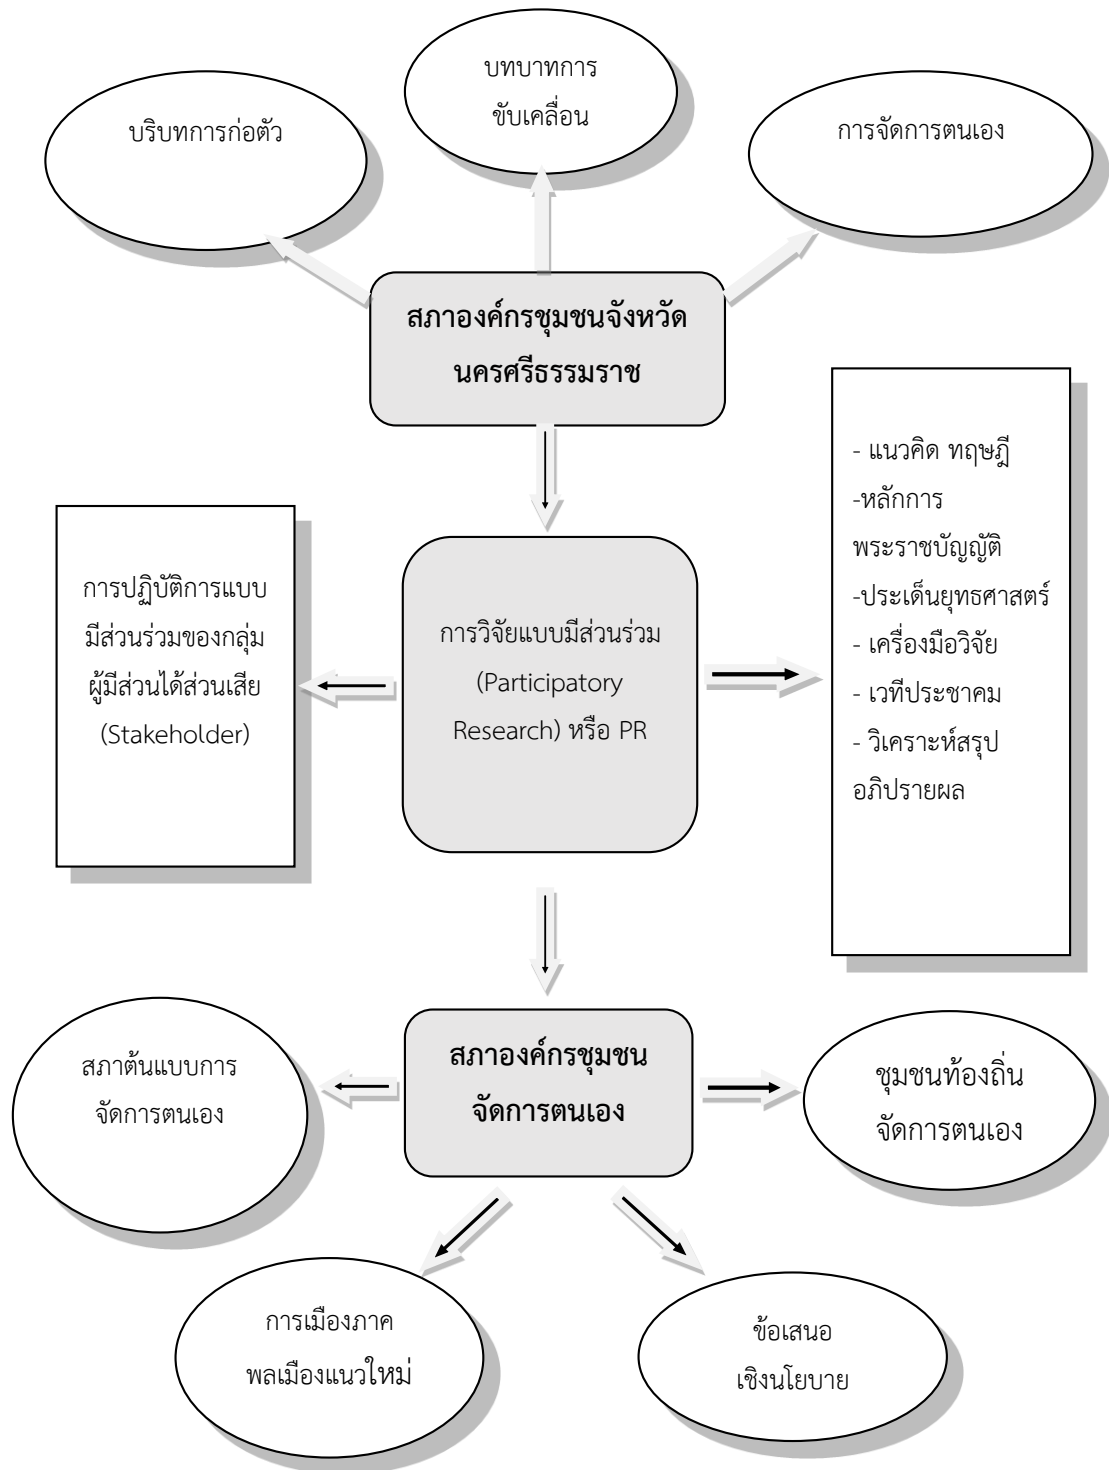 บริบทการก่อตัว
บทบาทการ
ขับเคลื่อน
การจัดการตนเอง
สภาองค์กรชุมชนจังหวัด
นครศรีธรรมราช
การปฏิบัติการแบบ
มีส่วนร่วมของกลุ่ม
ผู้มีส่วนได้ส่วนเสีย
(Stakeholder)
การวิจัยแบบมีส่วนร่วม
(Participatory
Research) หรือ PR
- แนวคิด ทฤษฎี
-หลักการ
พระราชบัญญัติ
-ประเด็นยุทธศาสตร์
- เครื่องมือวิจัย
- เวทีประชาคม
- วิเคราะห์สรุป
อภิปรายผล
สภาต้นแบบการ
จัดการตนเอง
สภาองค์กรชุมชน
จัดการตนเอง
ชุมชนท้องถิ่น
จัดการตนเอง
การเมืองภาค
พลเมืองแนวใหม่
ข้อเสนอ
เชิงนโยบาย